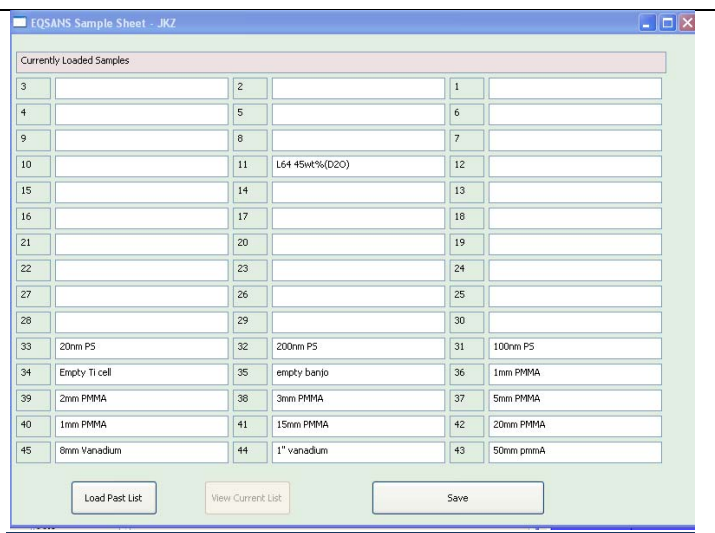 EQSANS Sample Sheet - JKZ
Currently Loaded Samples
3 2 1
4 5 6
9 8 7
10 11 L64 45wt%(D2O) 12
15 14 13
16 17 18
21 20 19
22 23 24
27 26 25
28 29 30
33 20nm PS 32 200nm PS 31 100nm PS
34 Empty Ti cell 35 empty banjo 36 1mm PMMA
39 2mm PMMA 38 3mm PMMA 37 5mm PMMA
40 1mm PMMA 41 15mm PMMA 42 20mm PMMA
45 8mm Vanadium 44 1" vanadium 43 50mm pmmA
Load Past List View Current List Save